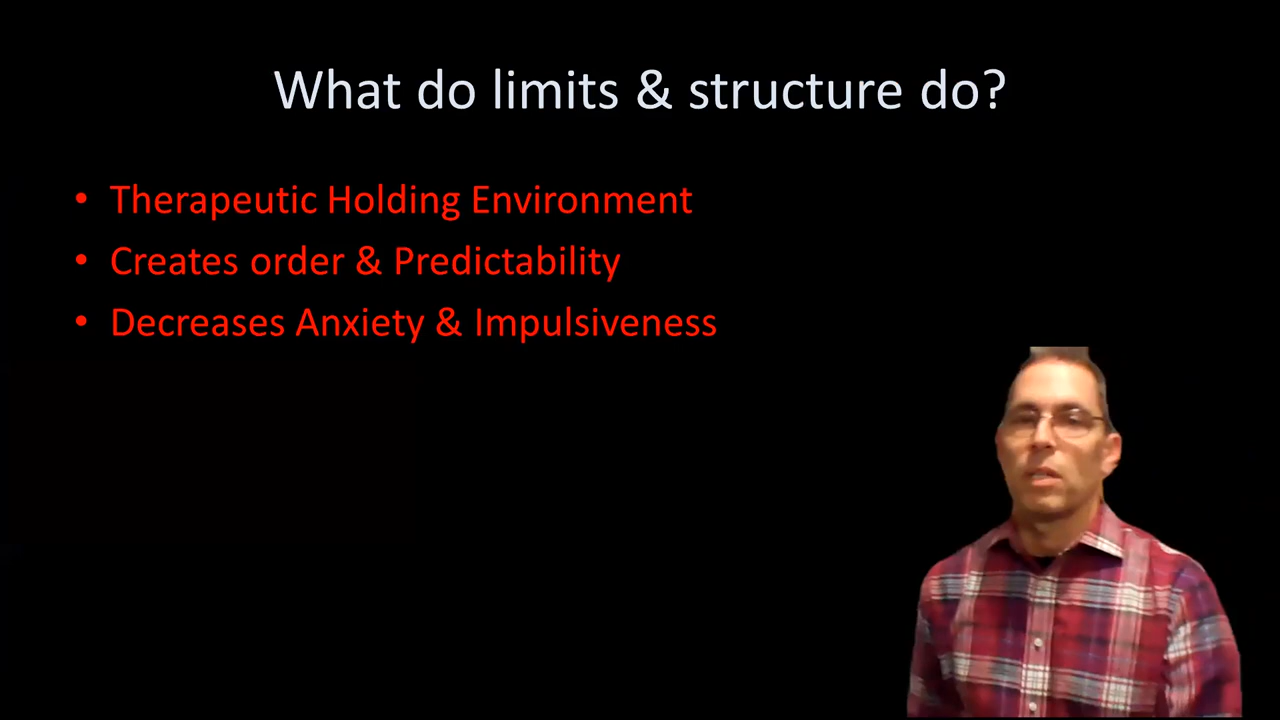 What do limits & structure do?
• Therapeutic Holding Environment
• Creates order & Predictability
• Decreases Anxiety & Impulsiveness